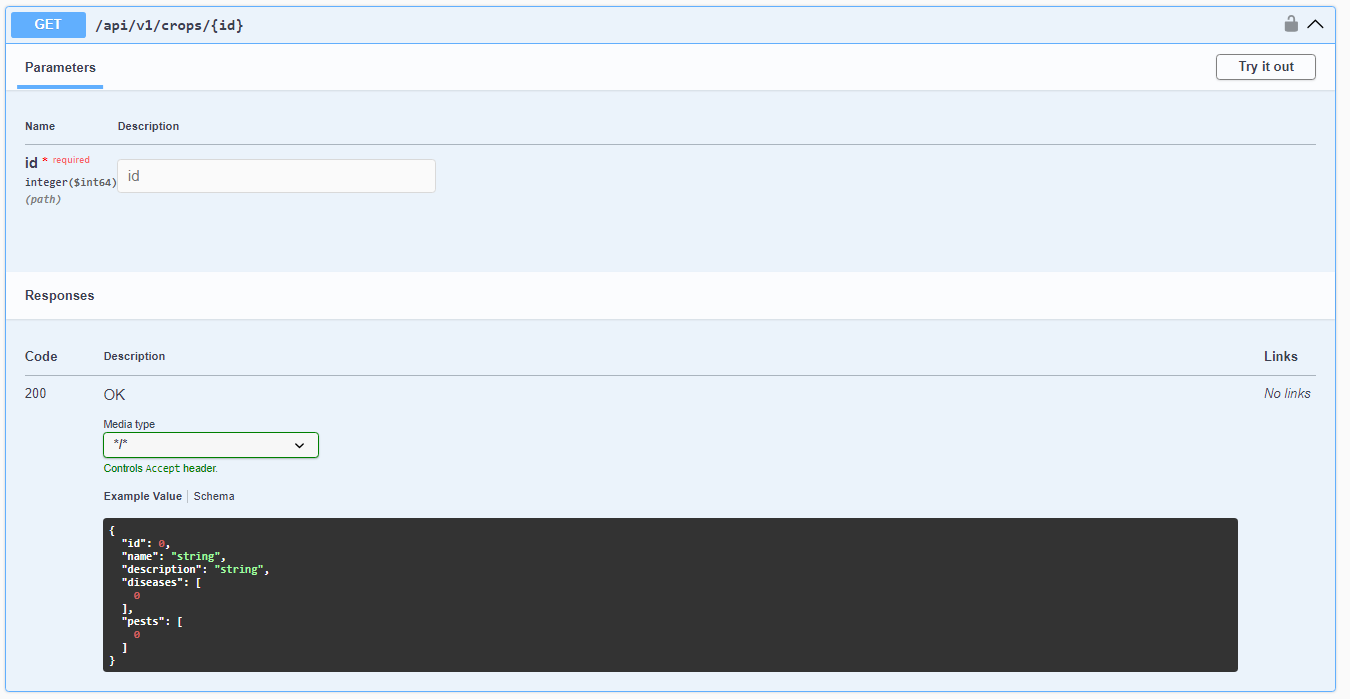 GET /api/v1/crops/{id}
Parameters
Try it out
Name Description
id * required
integer($int64)
(path)
id
Responses
Code Description Links
200 OK No links
Media type
*/*
Controls Accept header.
Example Value Schema
{
  "id": 0,
  "name": "string",
  "description": "string",
  "diseases": [
    0
  ],
  "pests": [
    0
  ]
}